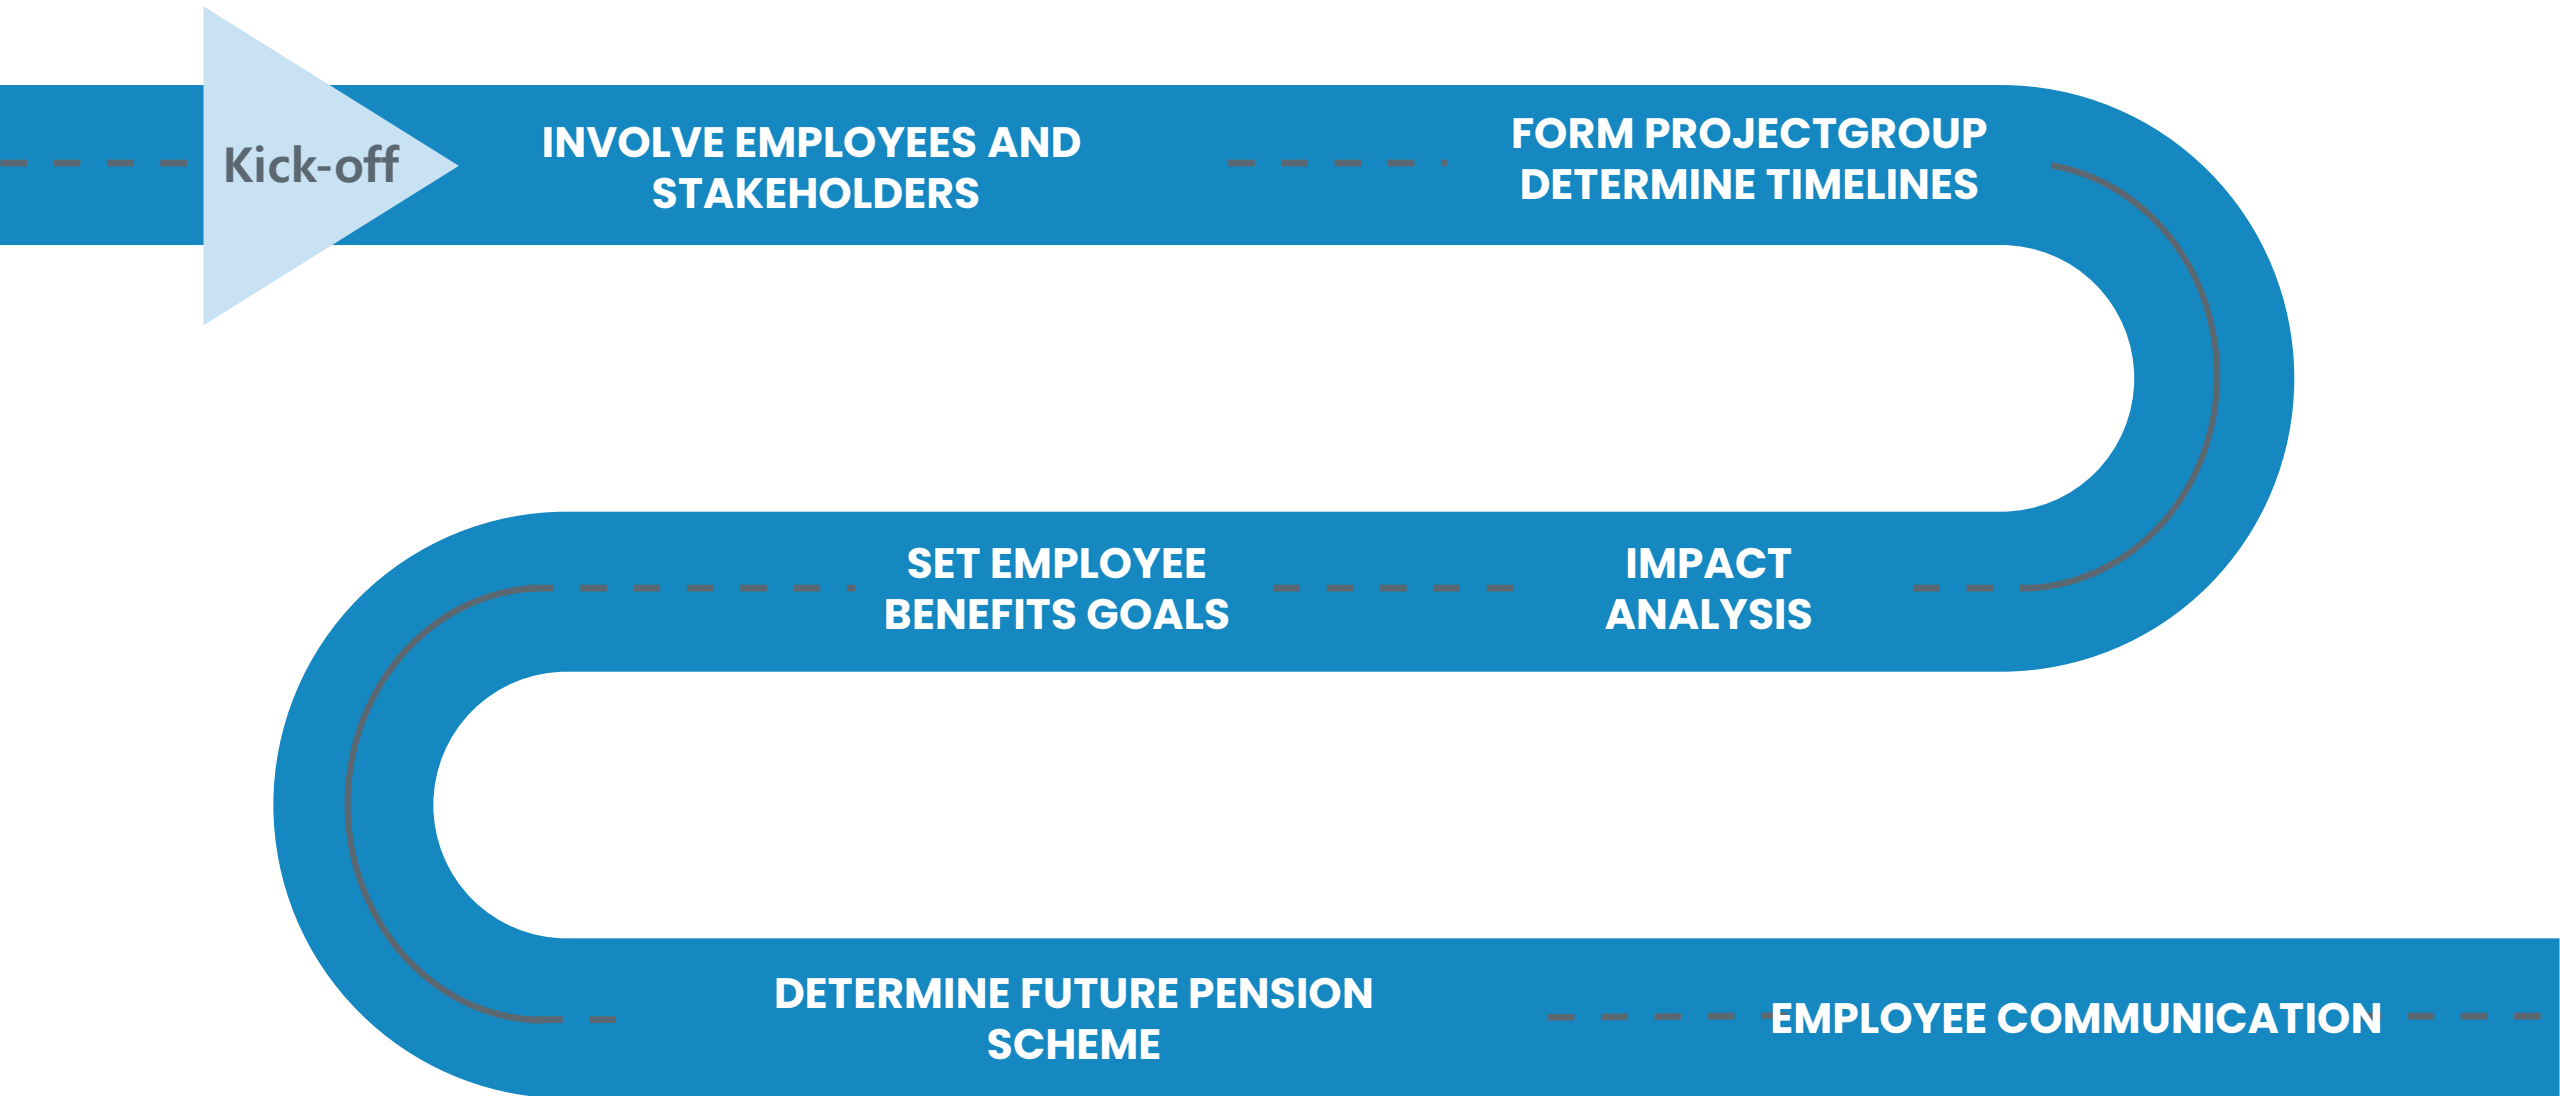 Kick-off
INVOLVE EMPLOYEES AND
STAKEHOLDERS
FORM PROJECTGROUP
DETERMINE TIMELINES
IMPACT
ANALYSIS
SET EMPLOYEE
BENEFITS GOALS
DETERMINE FUTURE PENSION
SCHEME
EMPLOYEE COMMUNICATION